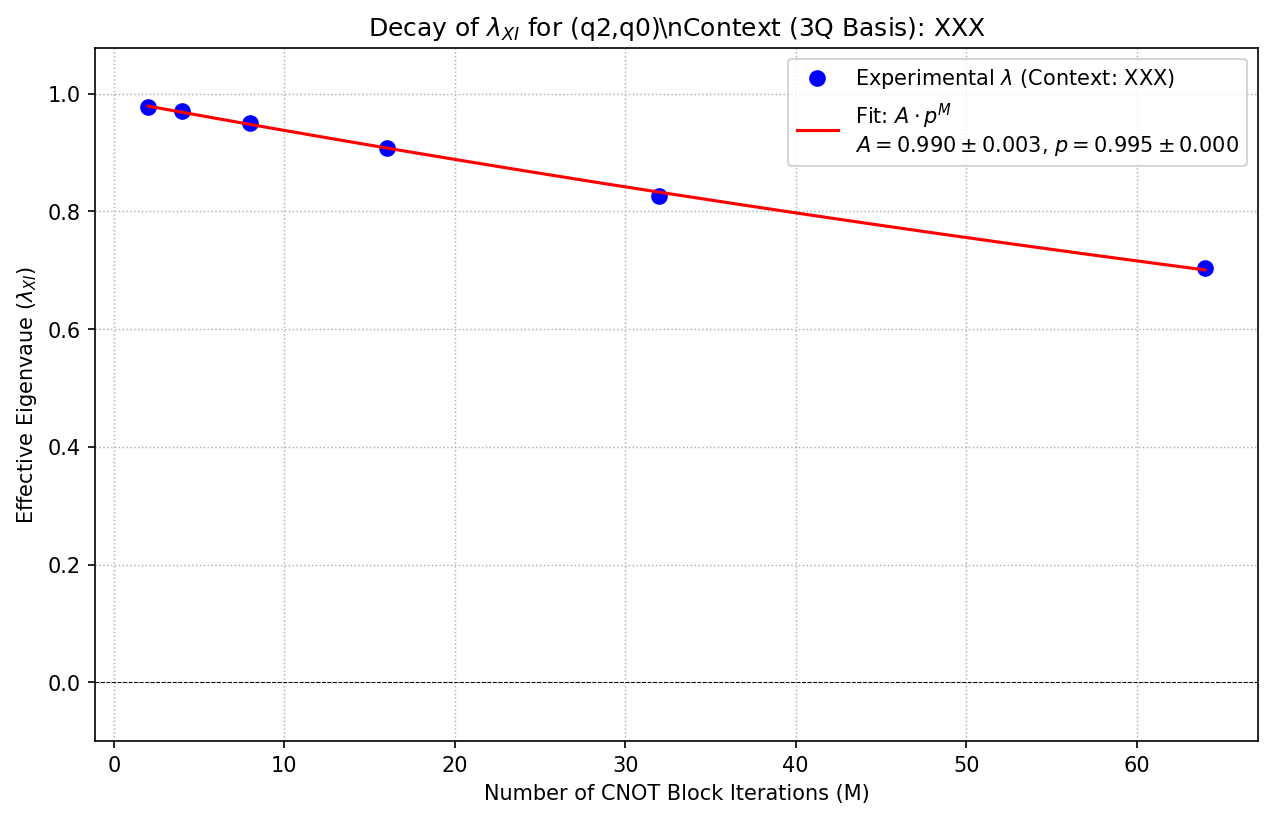 Decay of λ_XI for (q2,q0)\nContext (3Q Basis): XXX
Experimental λ (Context: XXX)
Fit: A · p^M
A = 0.990 ± 0.003, p = 0.995 ± 0.000
Effective Eigenvaue (λ_XI)
1.0
0.8
0.6
0.4
0.2
0.0
0 10 20 30 40 50 60
Number of CNOT Block Iterations (M)